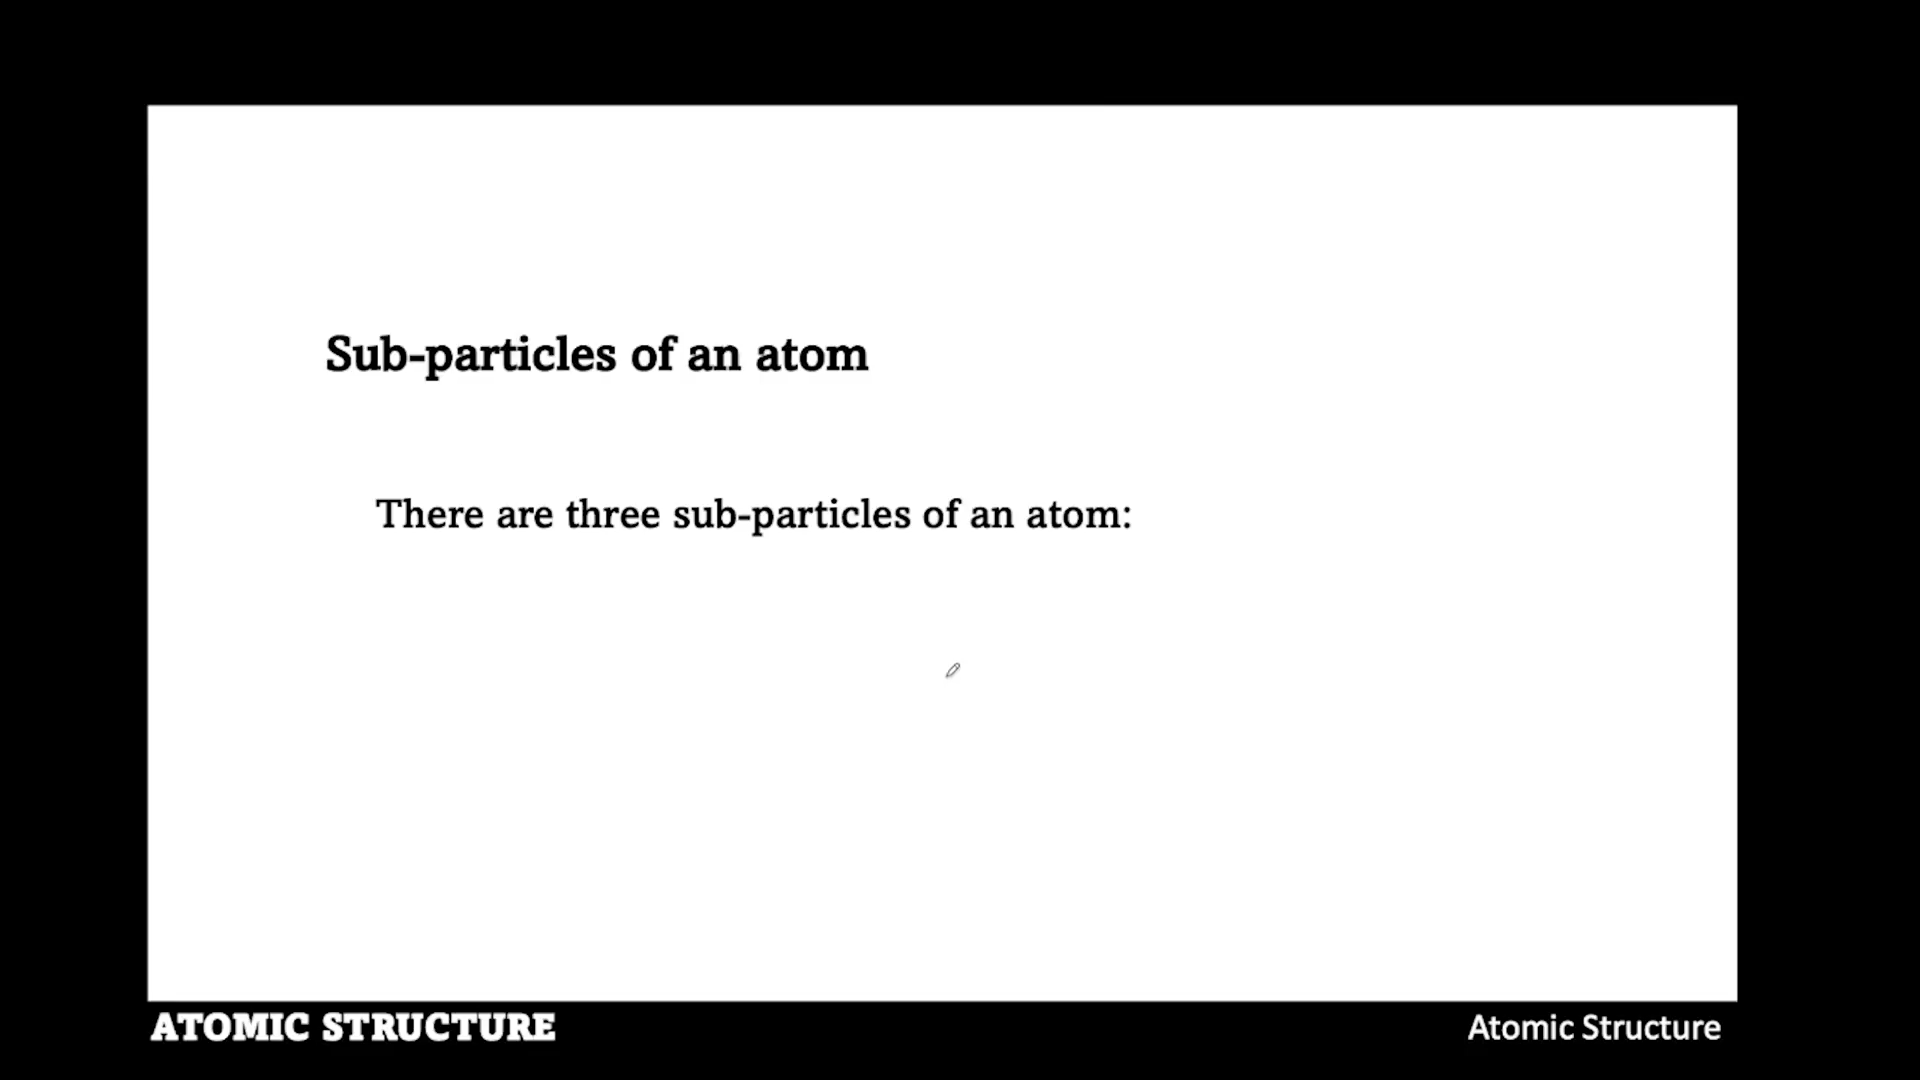 Sub-particles of an atom
There are three sub-particles of an atom:
ATOMIC STRUCTURE
Atomic Structure